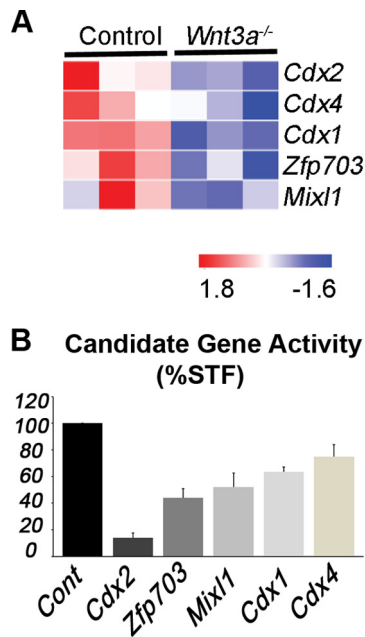 A
Control Wnt3a-/-
Cdx2
Cdx4
Cdx1
Zfp703
Mixl1
1.8 -1.6
B Candidate Gene Activity
(%STF)
120
100
80
60
40
20
0
Cont Cdx2 Zfp703 Mixl1 Cdx1 Cdx4